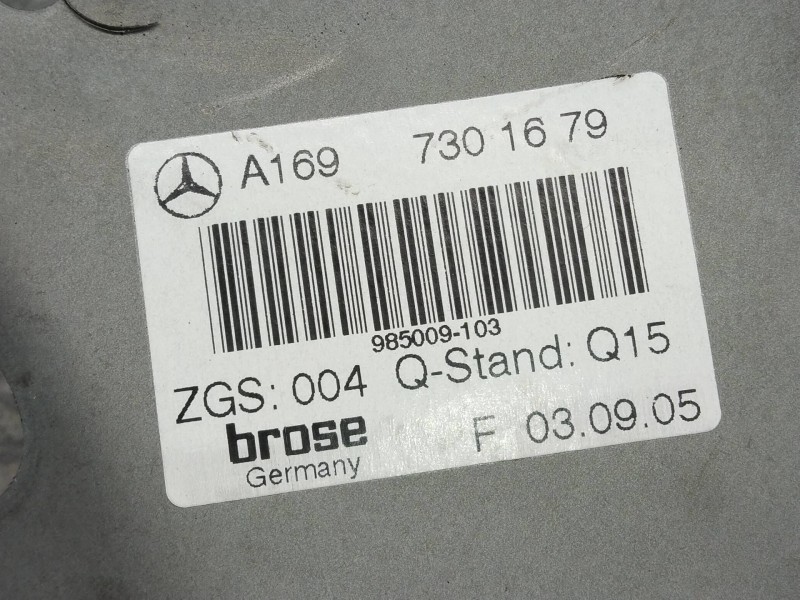 A169 730 16 79
985009-103
ZGS: 004 Q-Stand: Q15
brose F 03.09.05
Germany